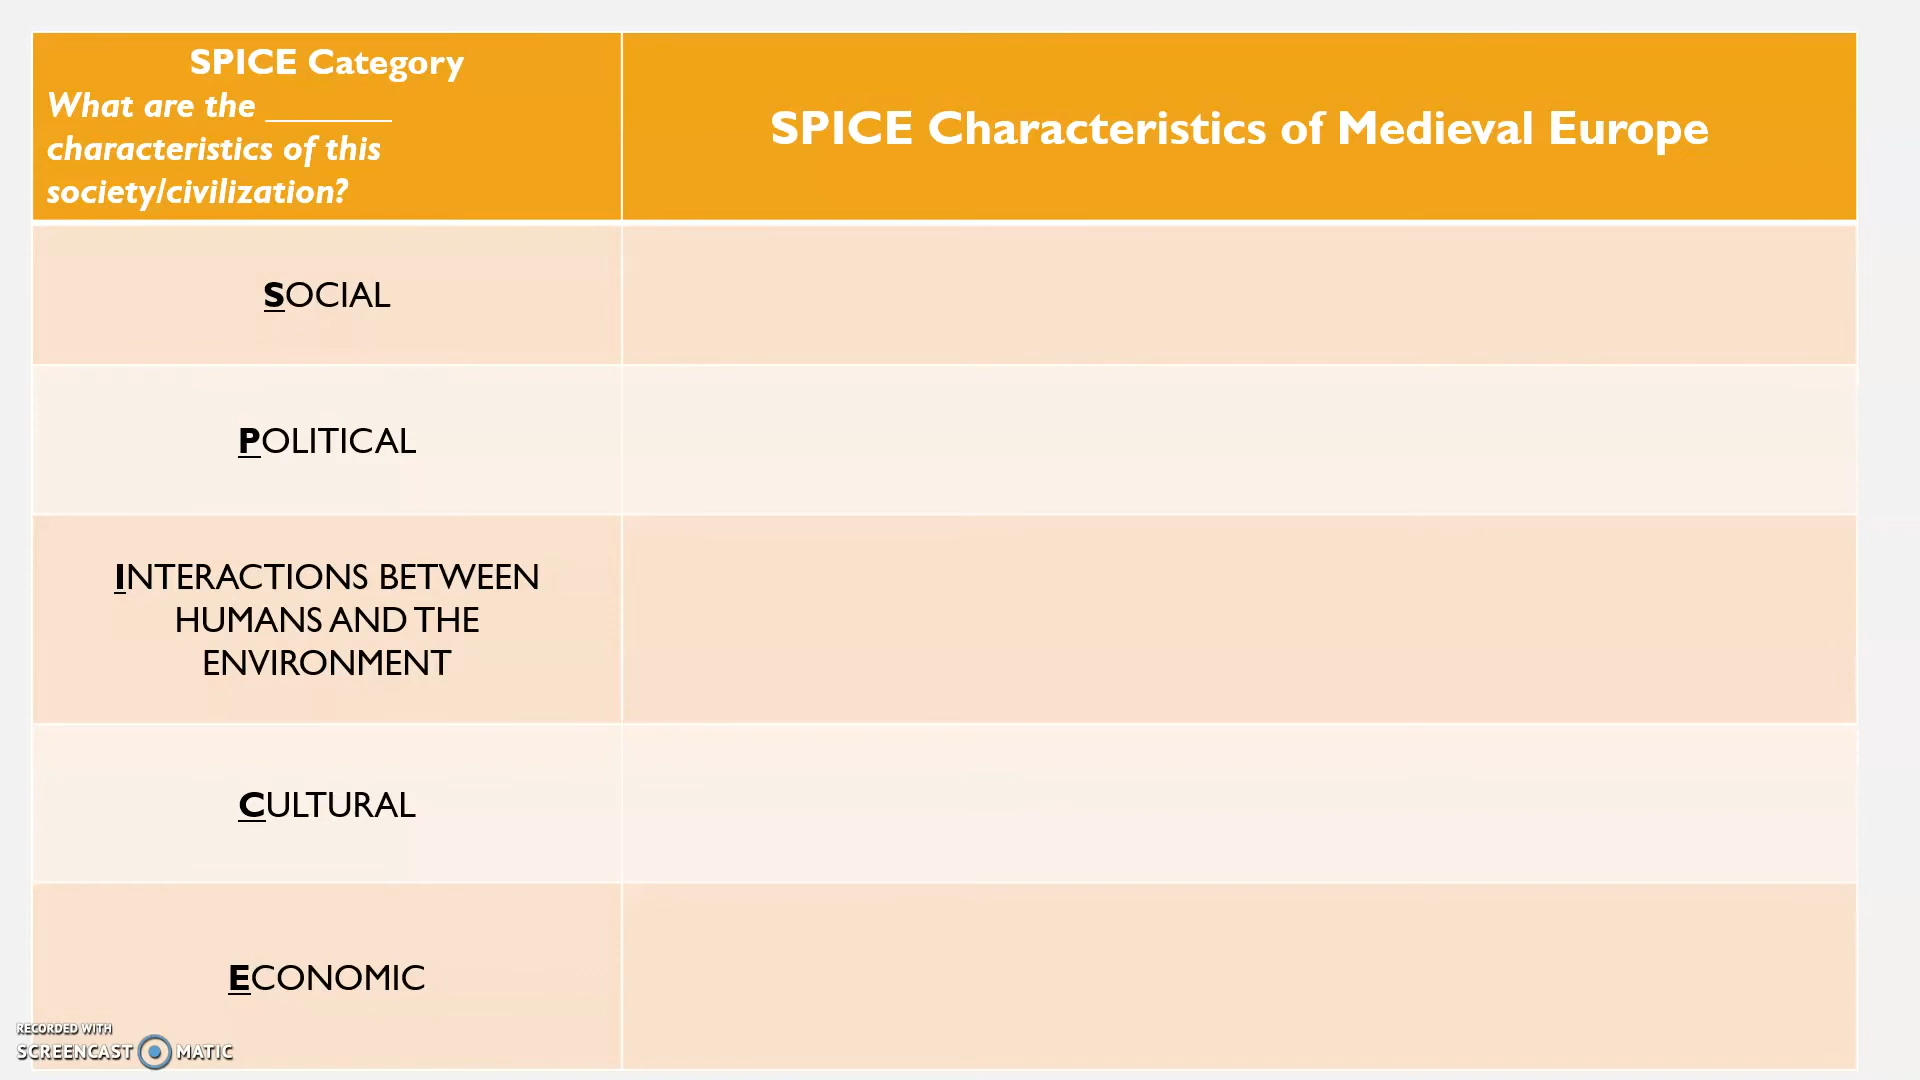 SPICE Category
What are the ________
characteristics of this
society/civilization?
SPICE Characteristics of Medieval Europe
SOCIAL
POLITICAL
INTERACTIONS BETWEEN
HUMANS AND THE
ENVIRONMENT
CULTURAL
ECONOMIC
RECORDED WITH
SCREENCAST MATIC